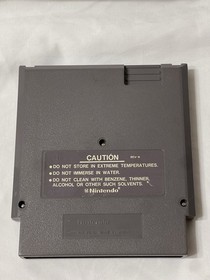 CAUTION
● DO NOT STORE IN EXTREME TEMPERATURES.
● DO NOT IMMERSE IN WATER.
● DO NOT CLEAN WITH BENZENE, THINNER,
ALCOHOL OR OTHER SUCH SOLVENTS.
Nintendo